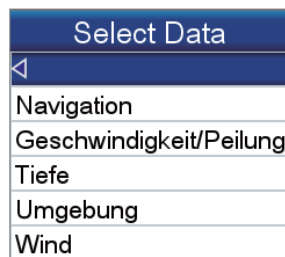 Select Data
Navigation
Geschwindigkeit/Peilung
Tiefe
Umgebung
Wind